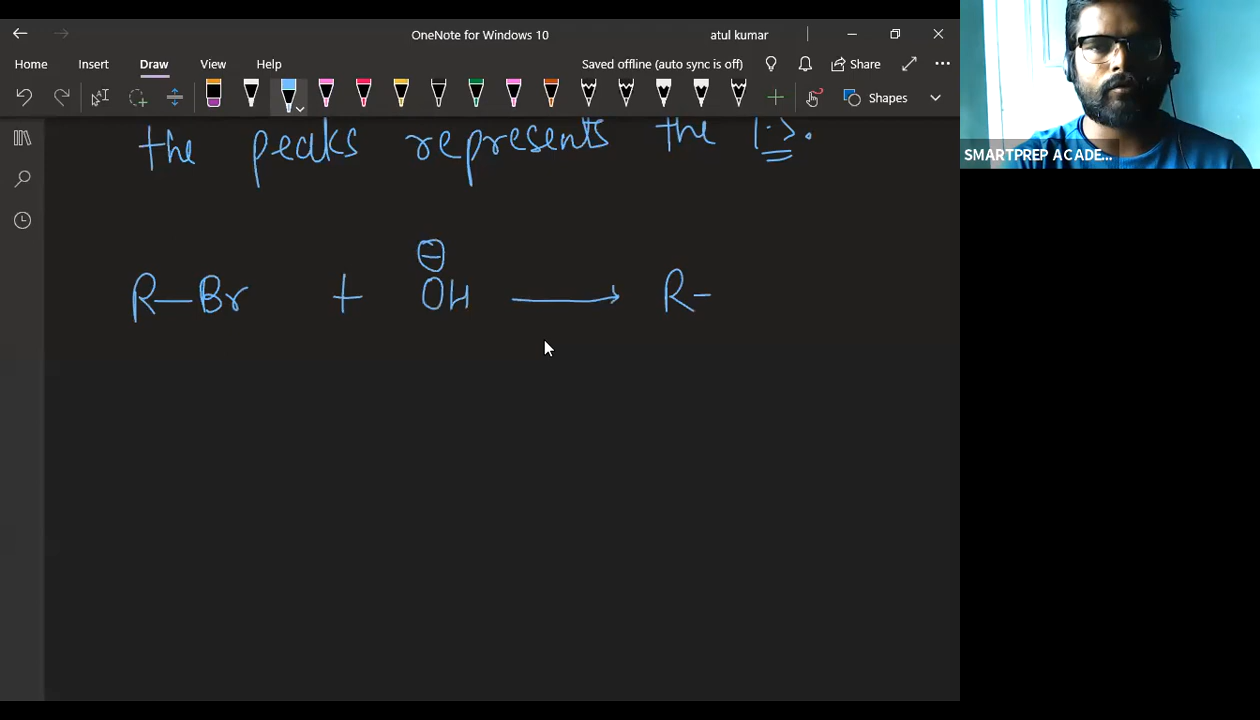 OneNote for Windows 10
atul kumar
Home Insert Draw View Help
Saved offline (auto sync is off) Share
Shapes
SMARTPREP ACADE...
the peaks represents the
R—Br + ⊖OH ⟶ R–